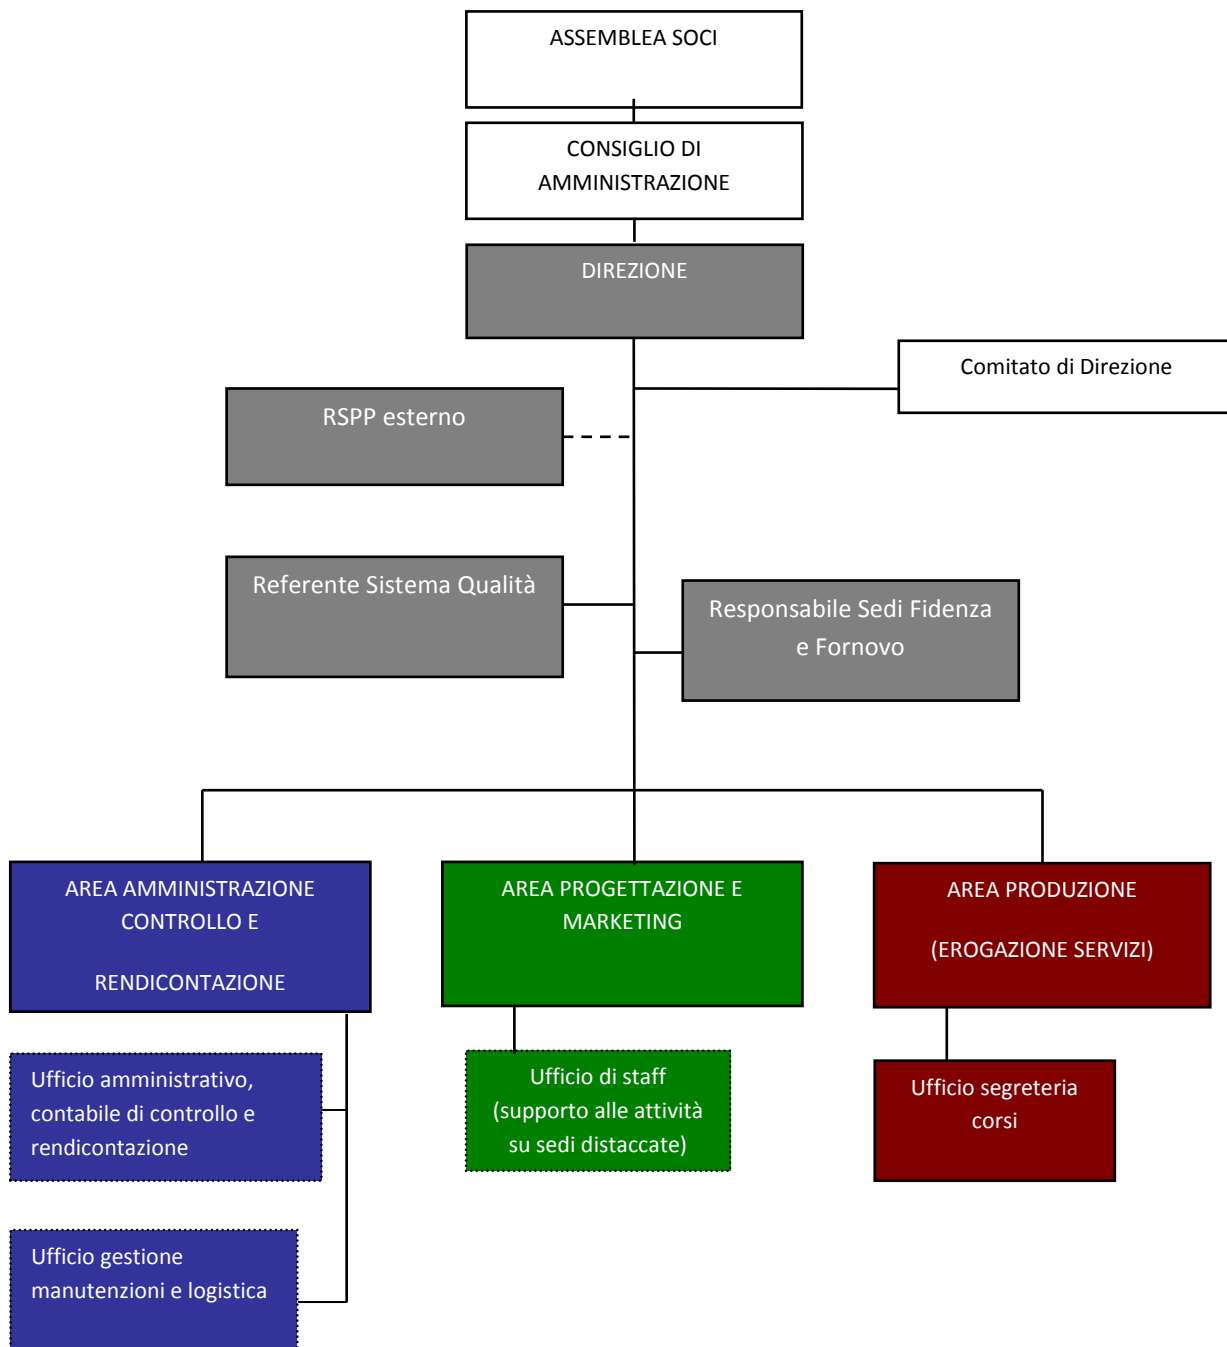 ASSEMBLEA SOCI
CONSIGLIO DI
AMMINISTRAZIONE
DIREZIONE
Comitato di Direzione
RSPP esterno
Referente Sistema Qualità
Responsabile Sedi Fidenza
e Fornovo
AREA AMMINISTRAZIONE
CONTROLLO E
RENDICONTAZIONE
AREA PROGETTAZIONE E
MARKETING
AREA PRODUZIONE
(EROGAZIONE SERVIZI)
Ufficio amministrativo,
contabile di controllo e
rendicontazione
Ufficio di staff
(supporto alle attività
su sedi distaccate)
Ufficio segreteria
corsi
Ufficio gestione
manutenzioni e logistica